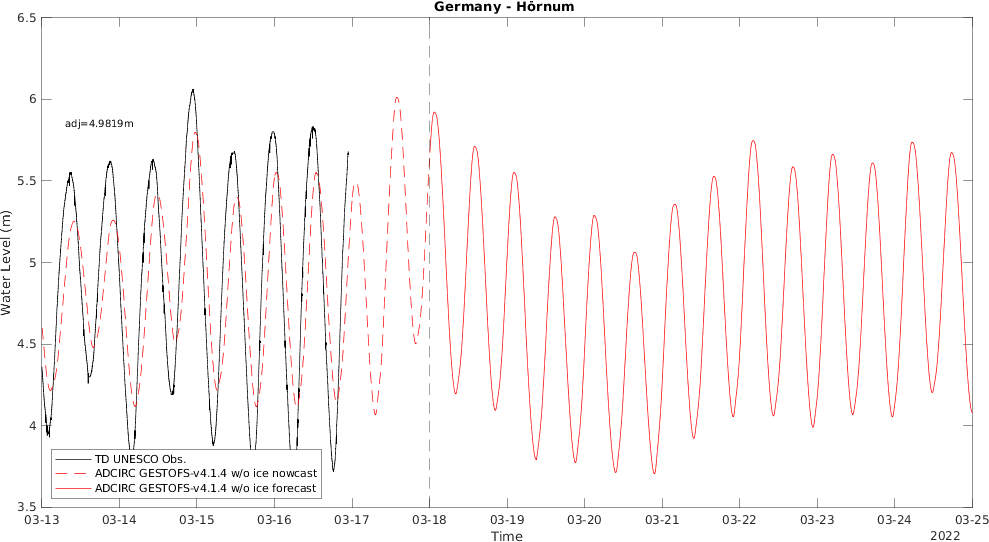 Germany - Hörnum
6.5
6
5.5
5
4.5
4
3.5
Water Level (m)
adj=4.9819m
TD UNESCO Obs.
ADCIRC GESTOFS-v4.1.4 w/o ice nowcast
ADCIRC GESTOFS-v4.1.4 w/o ice forecast
03-13 03-14 03-15 03-16 03-17 03-18 03-19 03-20 03-21 03-22 03-23 03-24 03-25
Time
2022